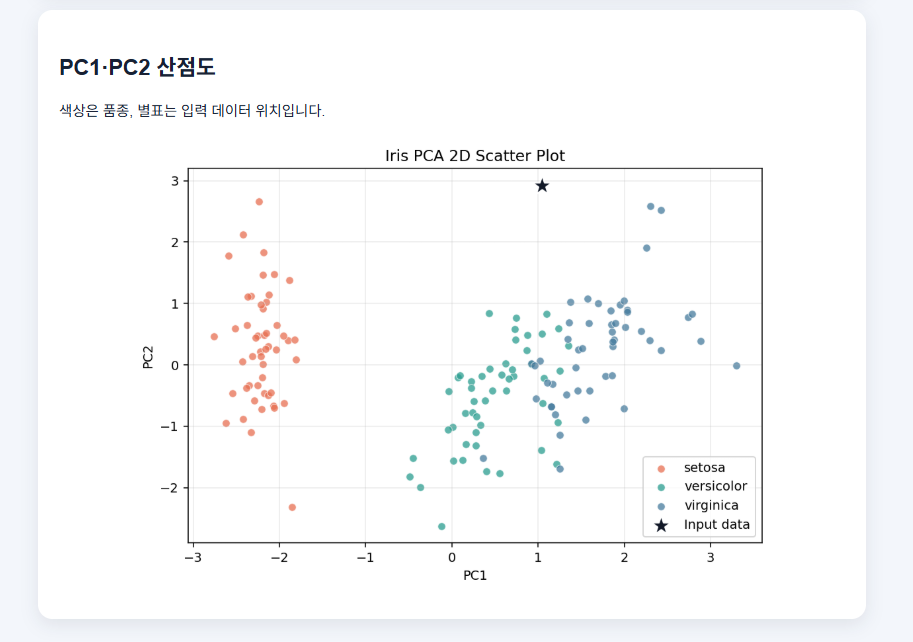 PC1·PC2 산점도
색상은 품종, 별표는 입력 데이터 위치입니다.
Iris PCA 2D Scatter Plot
3
2
1
0
−1
−2
PC2
−3
−2
−1
0
1
2
3
PC1
setosa
versicolor
virginica
Input data